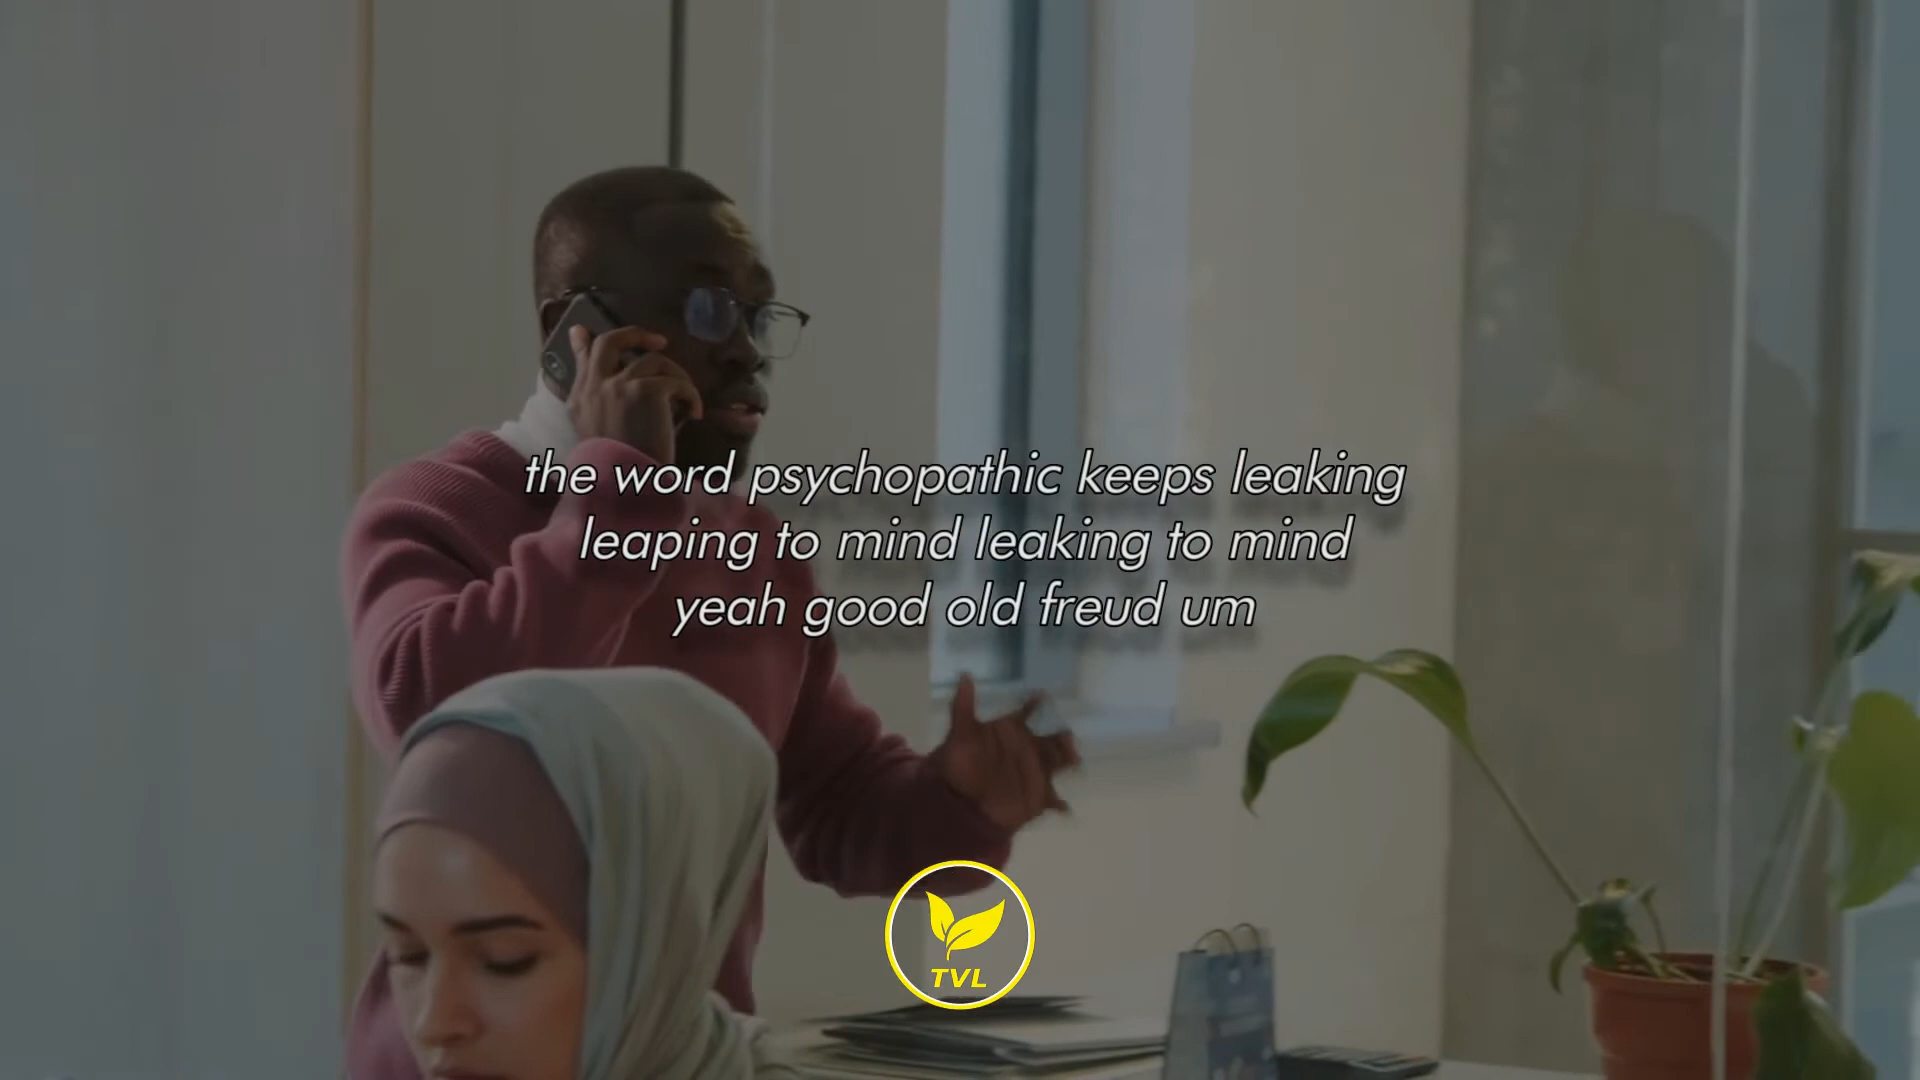 the word psychopathic keeps leaking
leaping to mind leaking to mind
yeah good old freud um
TVL